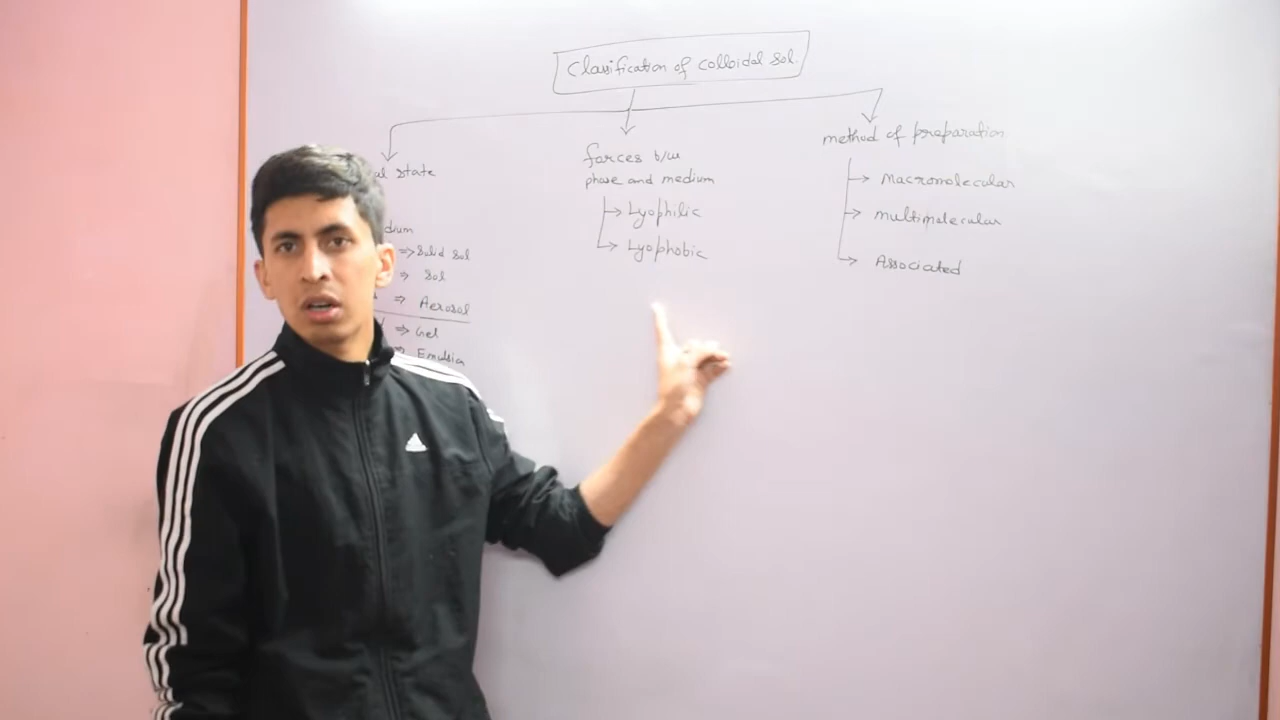 Classification of colloidal sol.
state
⇒ Solid sol
⇒ Sol
⇒ Aerosol
⇒ Gel
⇒ Emulsion
forces b/w
phase and medium
→ Lyophilic
→ Lyophobic
method of preparation
→ Macromolecular
→ multimolecular
→ Associated